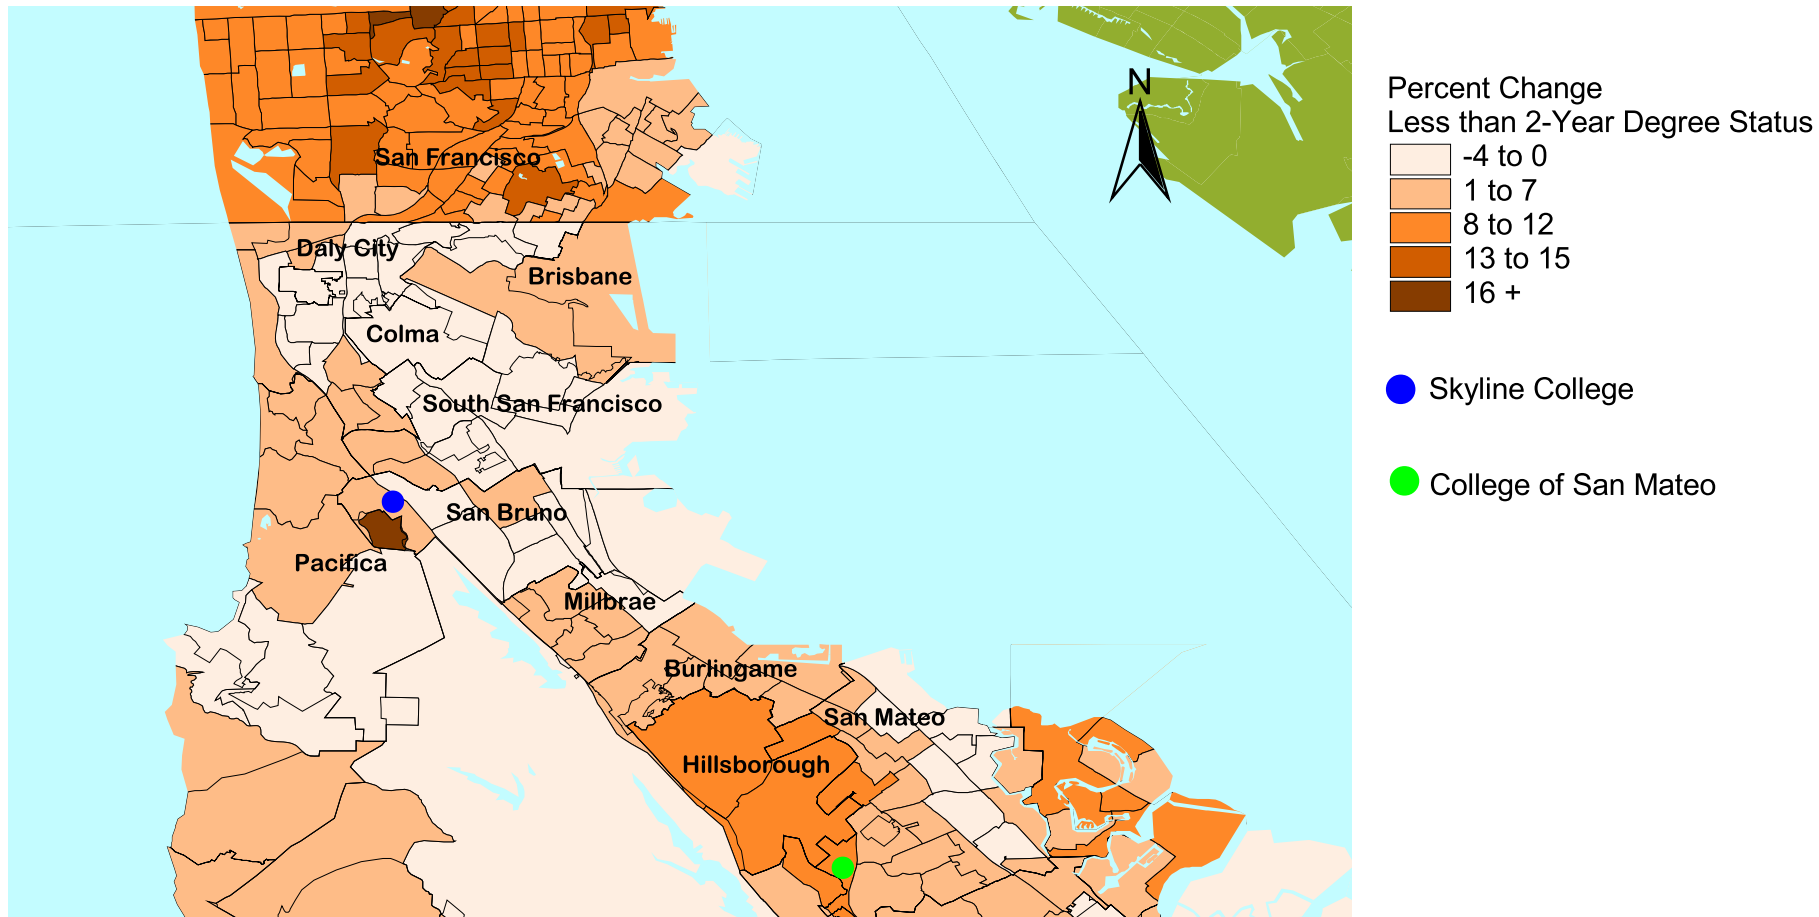 N
San Francisco
Daly City
Brisbane
Colma
South San Francisco
San Bruno
Pacifica
Millbrae
Burlingame
San Mateo
Hillsborough
Percent Change
Less than 2-Year Degree Status
-4 to 0
1 to 7
8 to 12
13 to 15
16 +
Skyline College
College of San Mateo